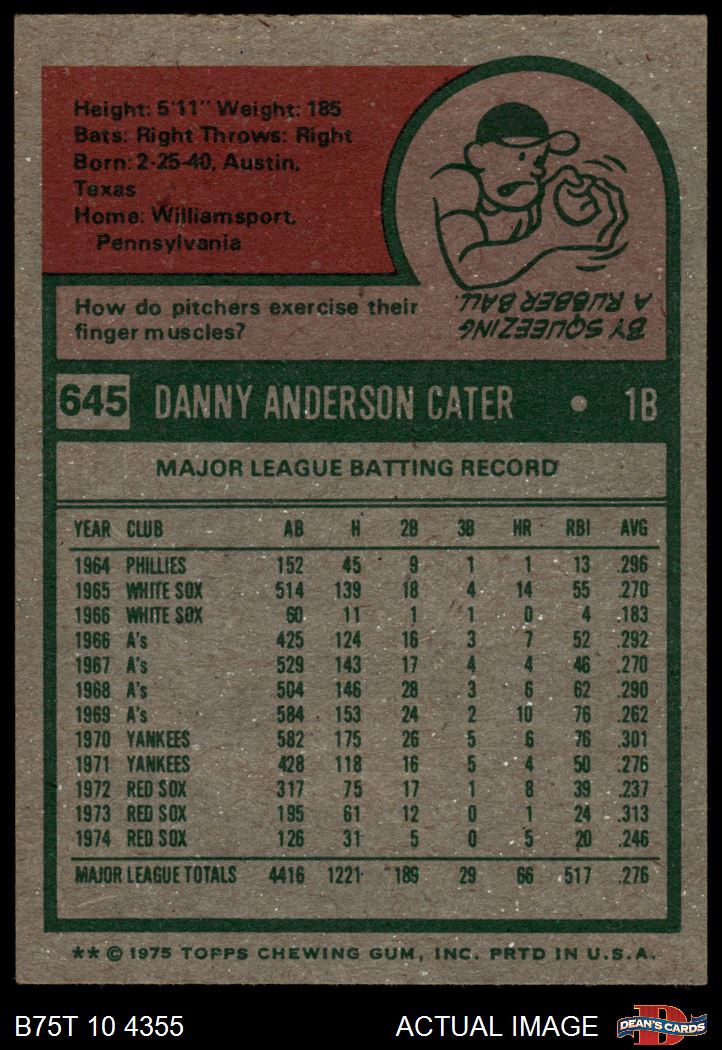 Height: 5'11" Weight: 185
Bats: Right Throws: Right
Born: 2-25-40, Austin,
Texas
Home: Williamsport,
Pennsylvania
How do pitchers exercise their
finger muscles?
BY SQUEEZING
A RUBBER BALL.
645 DANNY ANDERSON CATER • 1B
MAJOR LEAGUE BATTING RECORD
YEAR CLUB AB H 2B 3B HR RBI AVG
1964 PHILLIES 152 45 9 1 1 13 .296
1965 WHITE SOX 514 139 18 4 14 55 .270
1966 WHITE SOX 60 11 1 1 0 4 .183
1966 A's 425 124 16 3 7 52 .292
1967 A's 529 143 17 4 4 46 .270
1968 A's 504 146 28 3 6 62 .290
1969 A's 584 153 24 2 10 76 .262
1970 YANKEES 582 175 26 5 6 76 .301
1971 YANKEES 428 118 16 5 4 50 .276
1972 RED SOX 317 75 17 1 8 39 .237
1973 RED SOX 195 61 12 0 1 24 .313
1974 RED SOX 126 31 5 0 5 20 .246
MAJOR LEAGUE TOTALS 4416 1221 189 29 66 517 .276
** © 1975 TOPPS CHEWING GUM, INC. PRTD IN U.S.A.
B75T 10 4355 ACTUAL IMAGE D DEAN'S CARDS